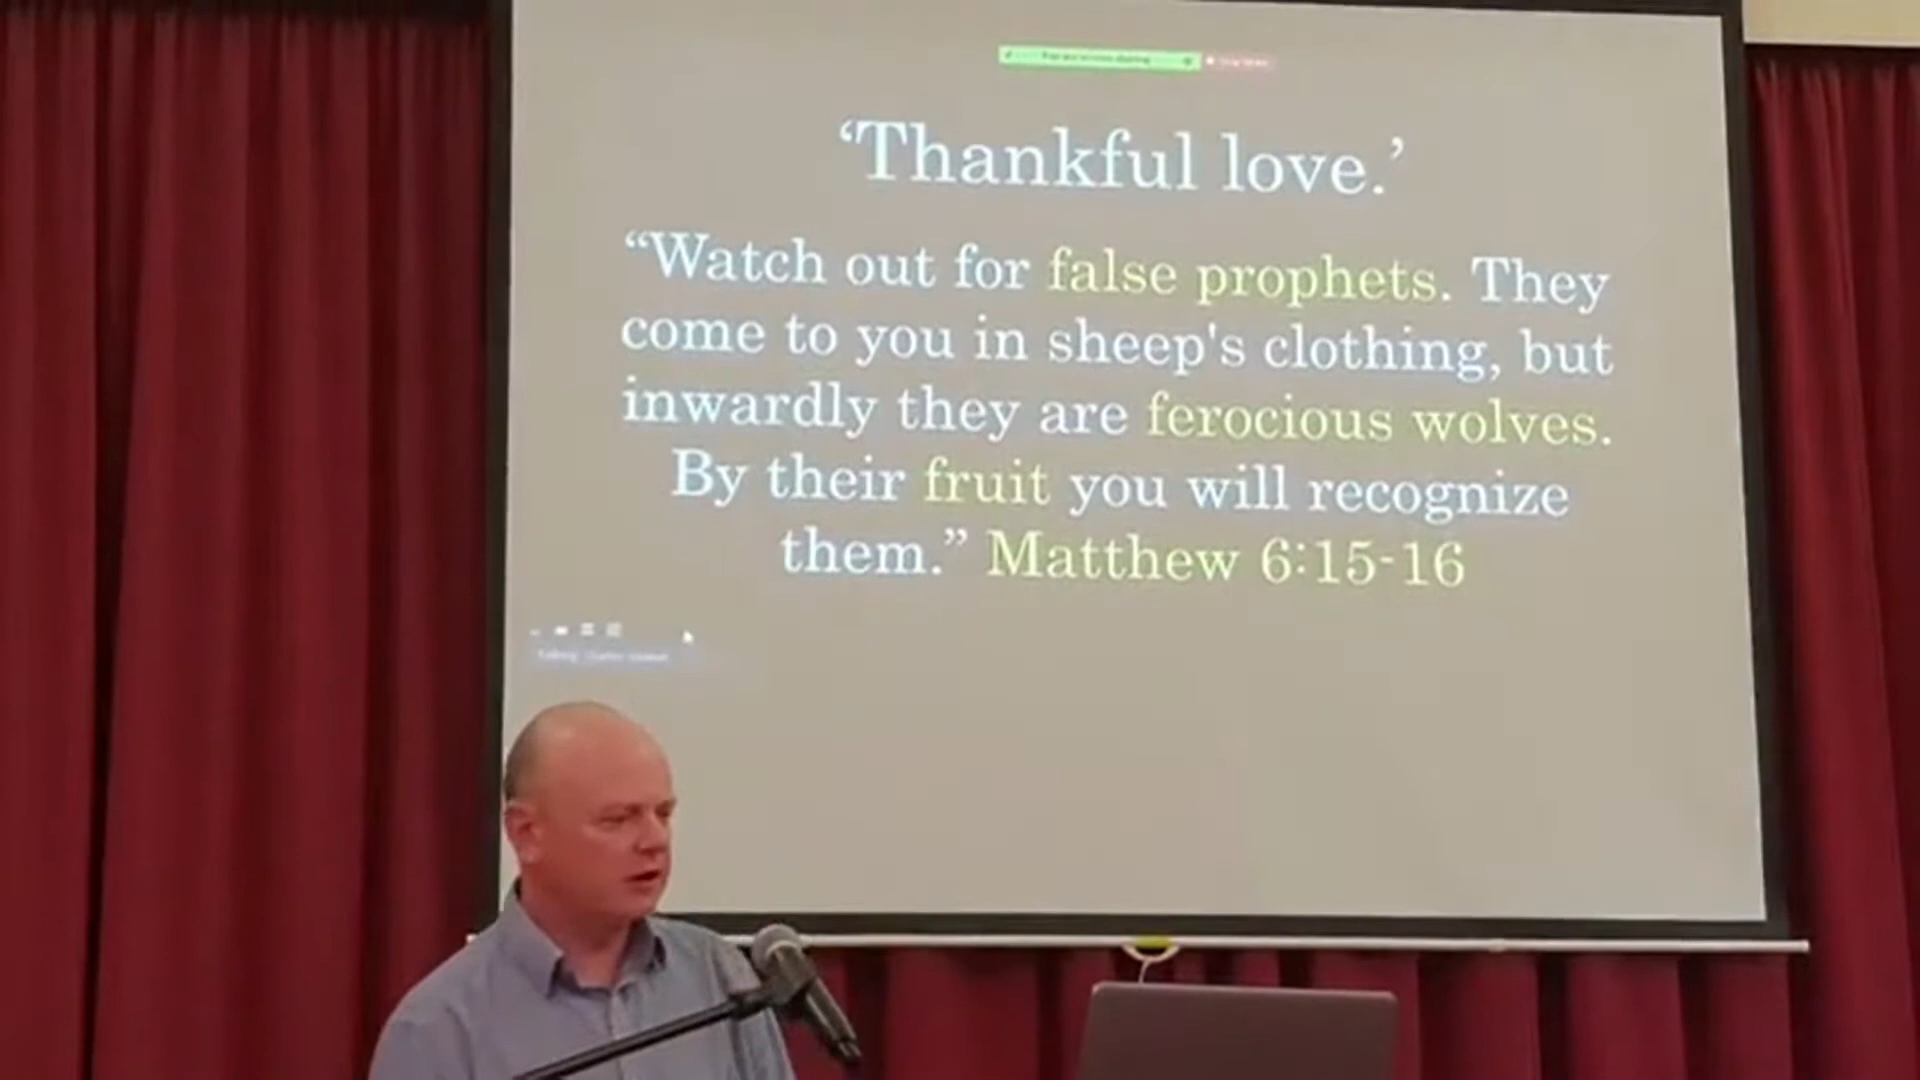 ‘Thankful love.’
“Watch out for false prophets. They
come to you in sheep's clothing, but
inwardly they are ferocious wolves.
By their fruit you will recognize
them.” Matthew 6:15-16